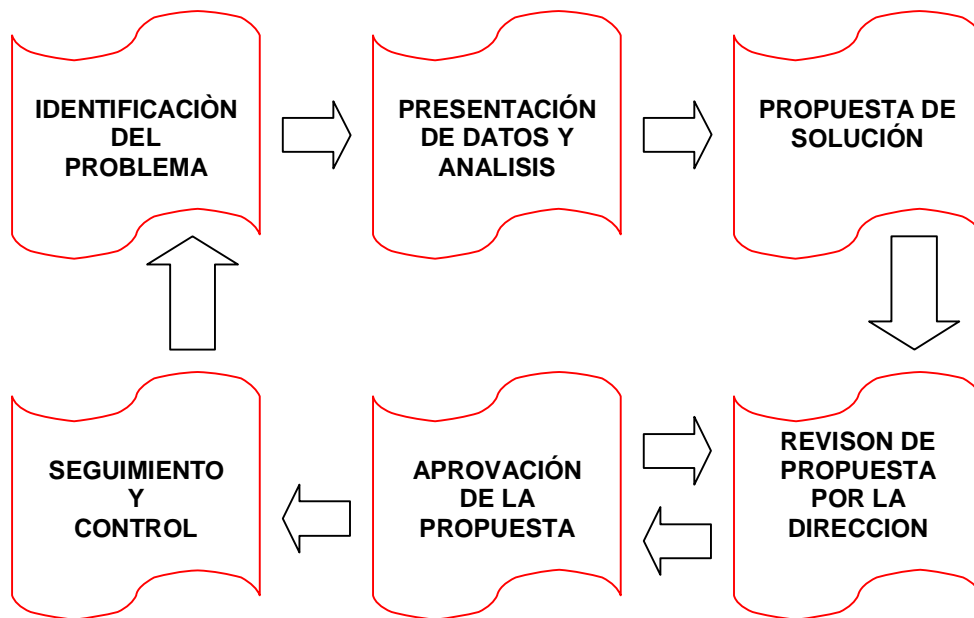 IDENTIFICACIÒN
DEL
PROBLEMA
PRESENTACIÓN
DE DATOS Y
ANALISIS
PROPUESTA DE
SOLUCIÓN
SEGUIMIENTO
Y
CONTROL
APROVACIÓN
DE LA
PROPUESTA
REVISON DE
PROPUESTA
POR LA
DIRECCION